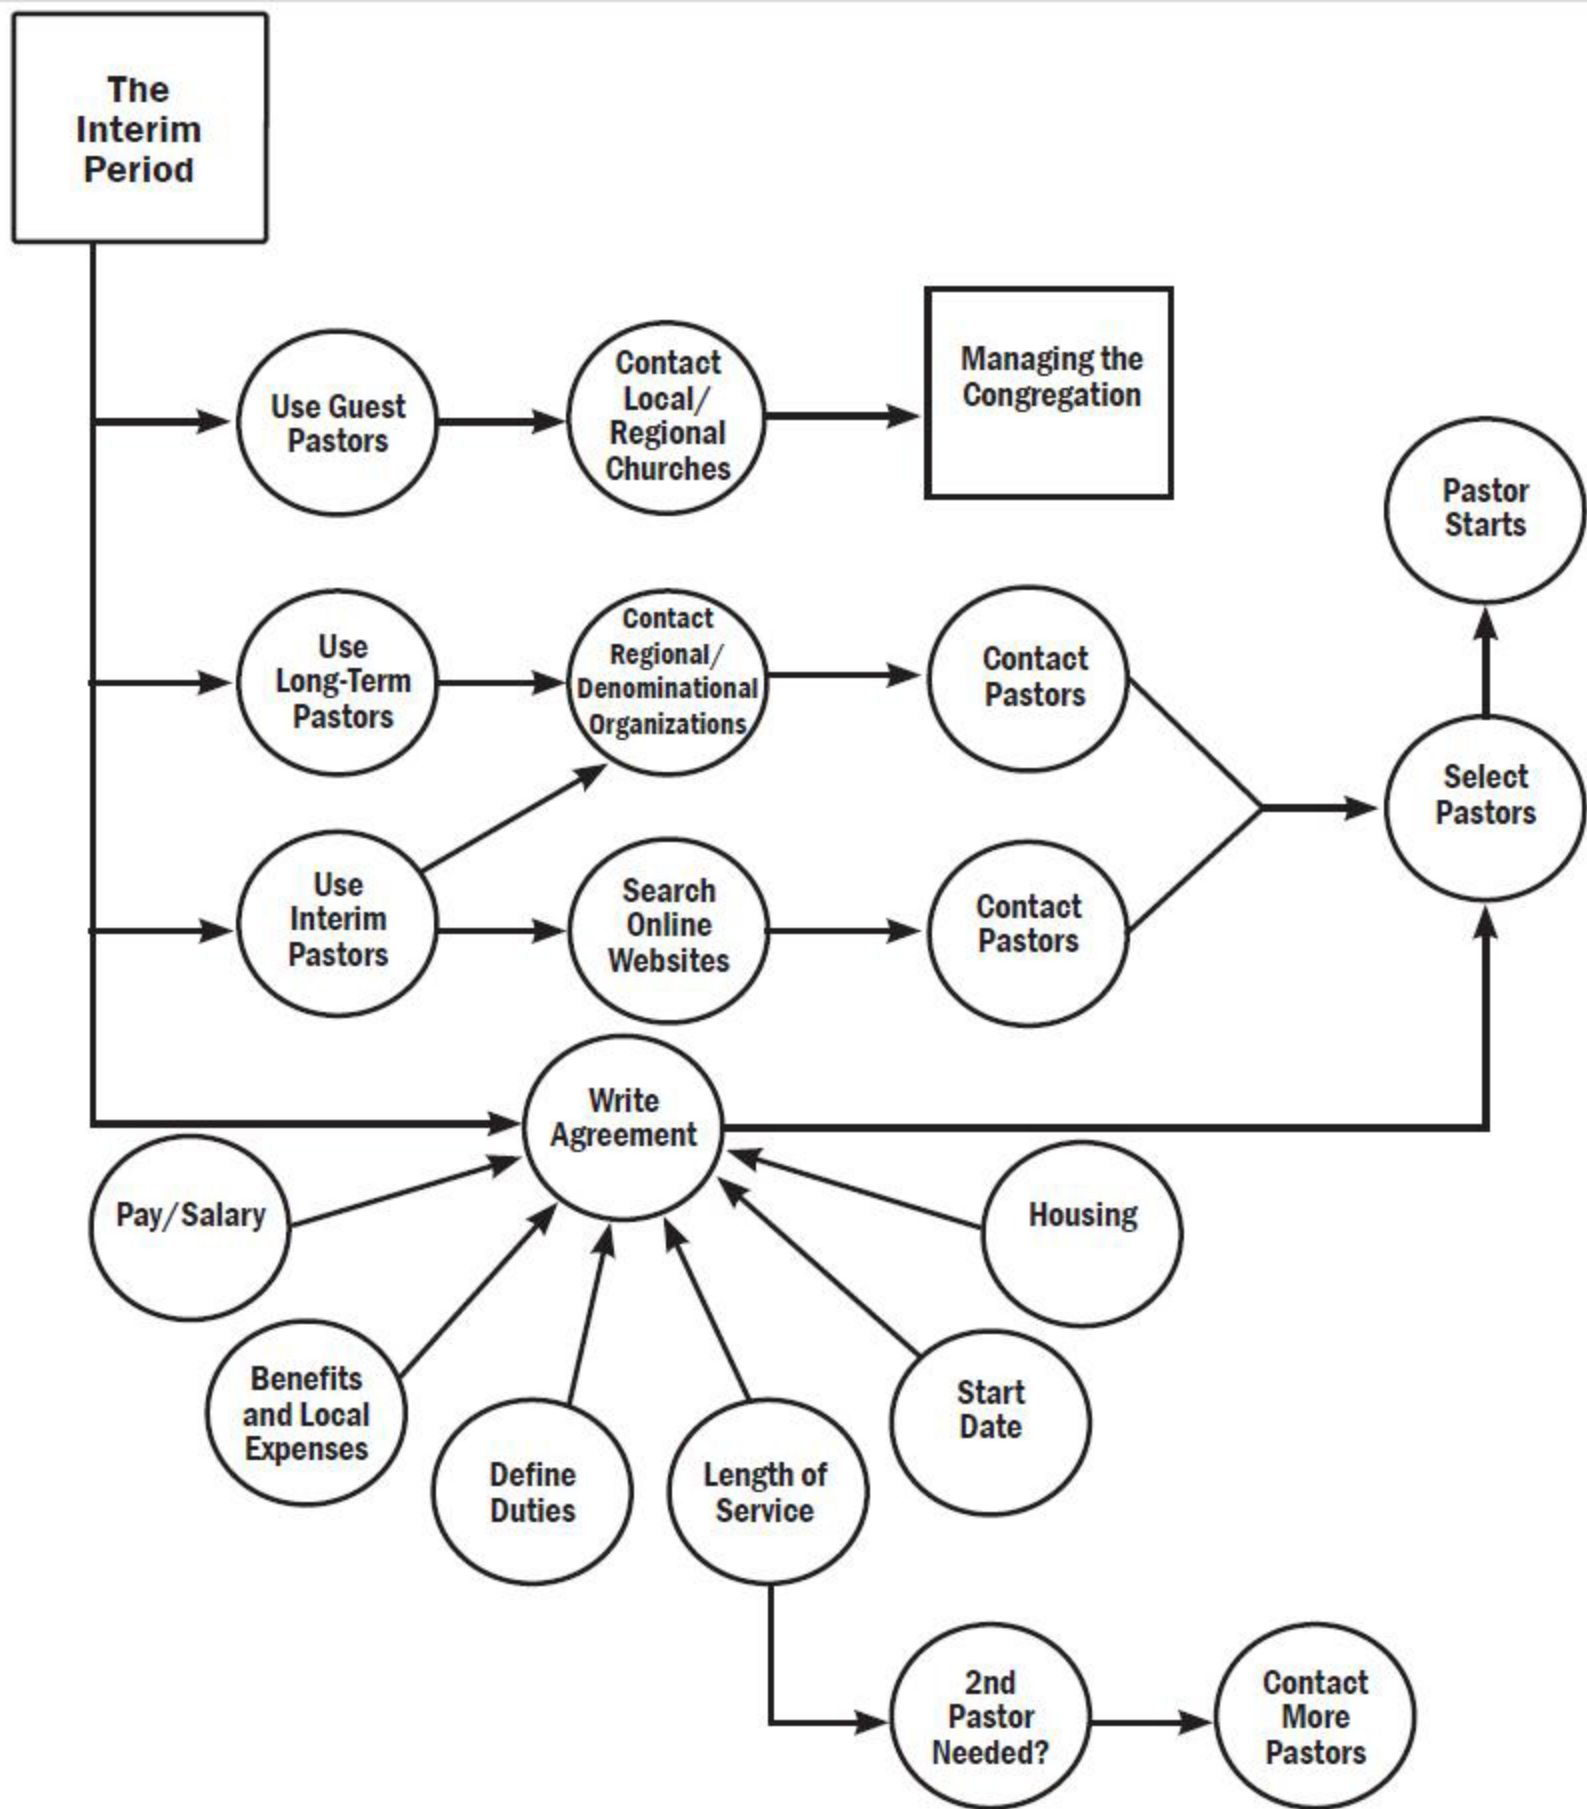 The
Interim
Period
Use Guest
Pastors
Contact
Local/
Regional
Churches
Managing the
Congregation
Pastor
Starts
Use
Long-Term
Pastors
Contact
Regional/
Denominational
Organizations
Contact
Pastors
Select
Pastors
Use
Interim
Pastors
Search
Online
Websites
Contact
Pastors
Write
Agreement
Pay/Salary
Housing
Benefits
and Local
Expenses
Start
Date
Define
Duties
Length of
Service
2nd
Pastor
Needed?
Contact
More
Pastors